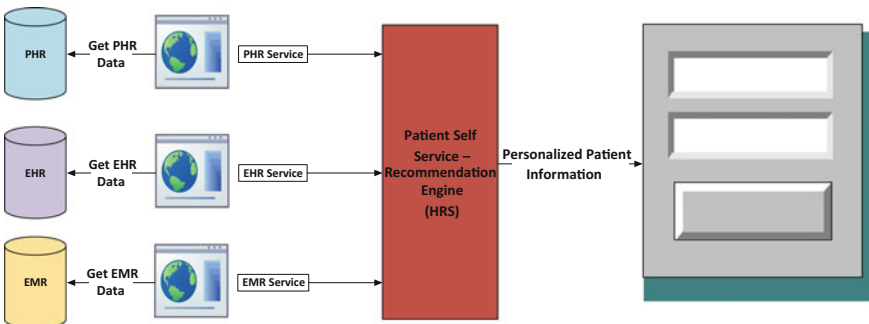 PHR
Get PHR
Data
PHR Service
EHR
Get EHR
Data
EHR Service
EMR
Get EMR
Data
EMR Service
Patient Self
Service –
Recommendation
Engine
(HRS)
Personalized Patient
Information